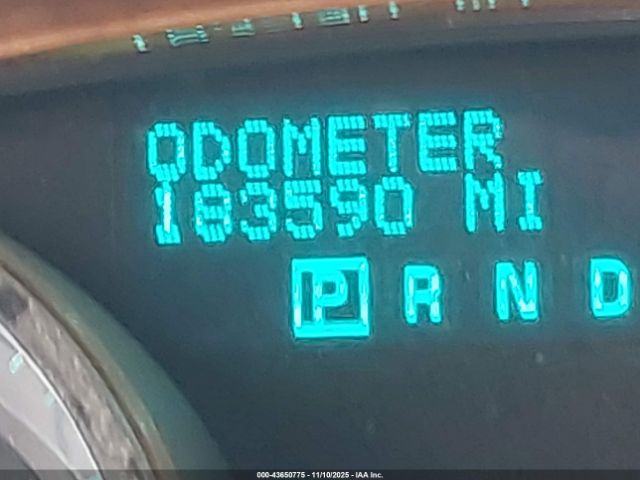 ODOMETER
183590 MI
P R N D
000-43650775 - 11/10/2025 - IAA Inc.